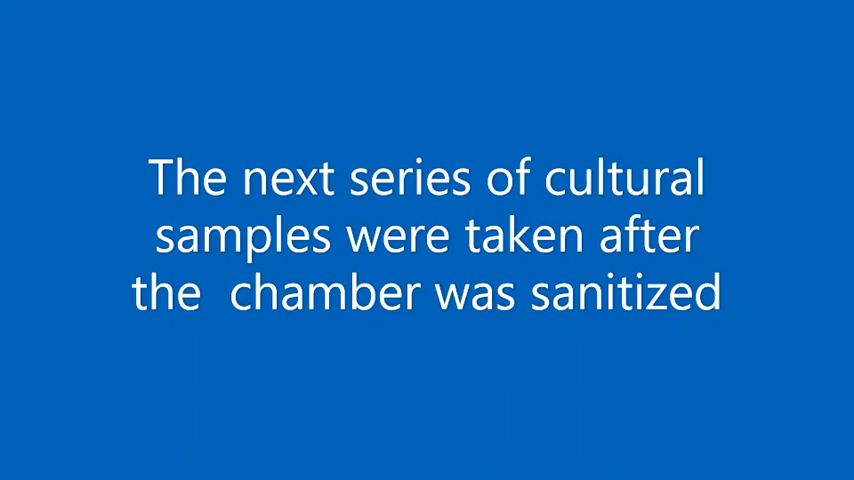 The next series of cultural
samples were taken after
the  chamber was sanitized